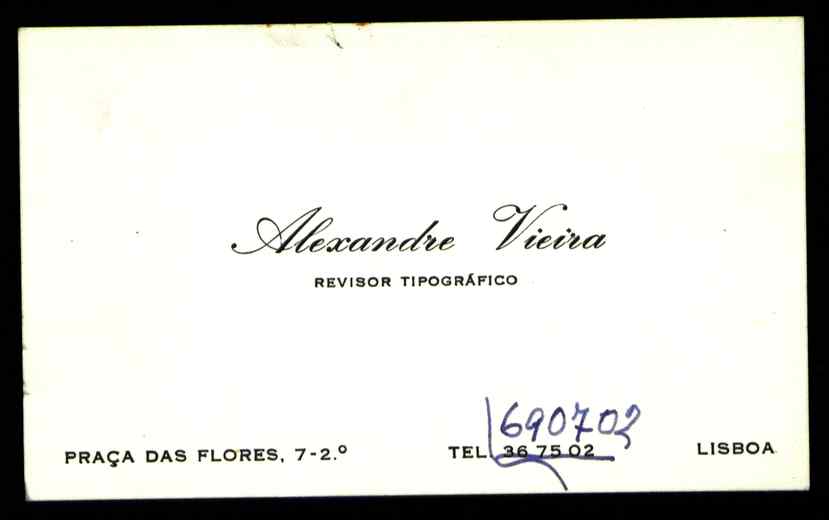 Alexandre Vieira
REVISOR TIPOGRÁFICO
690702
PRAÇA DAS FLORES, 7-2.º TEL. 36 75 02 LISBOA